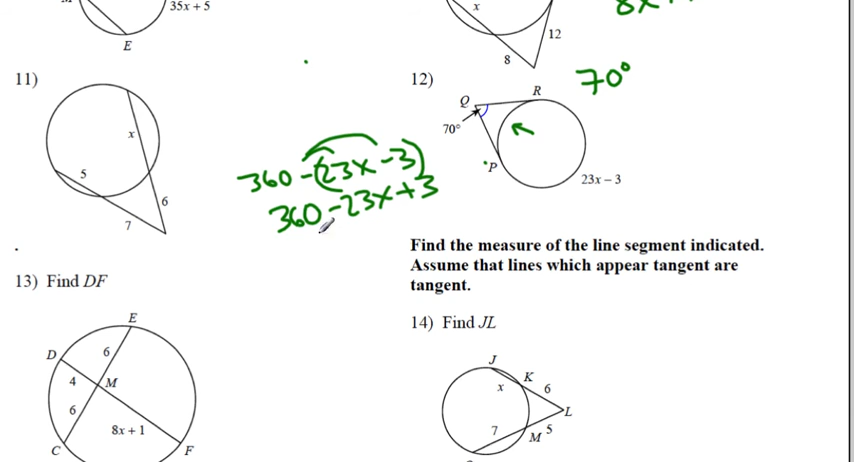 35x + 5
E
x
12
8
8x
11)
x
5
6
7
12)
70°
Q
R
70°
P
23x – 3
360 - (23x - 3)
360 - 23x + 3
Find the measure of the line segment indicated.
Assume that lines which appear tangent are
tangent.
13) Find DF
E
D
6
4
M
6
8x + 1
C
F
14) Find JL
J
K
x
6
L
7
M
5